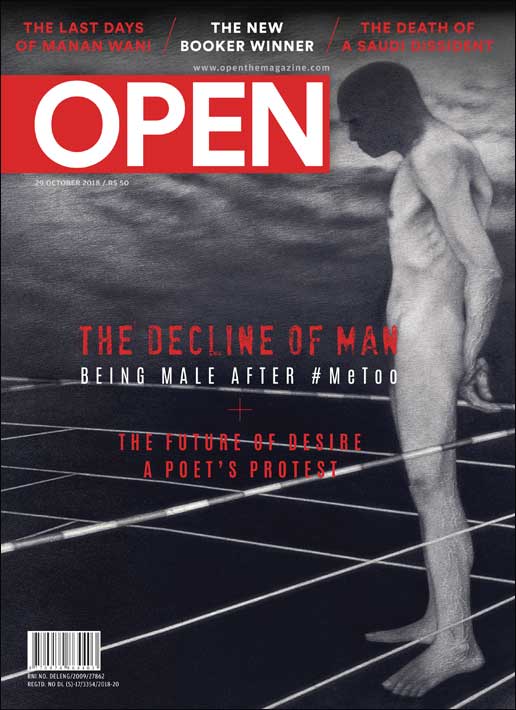 THE LAST DAYS
OF MANAN WANI
THE NEW
BOOKER WINNER
THE DEATH OF
A SAUDI DISSIDENT
www.openthemagazine.com
OPEN
29 OCTOBER 2018 / RS 50
THE DECLINE OF MAN
BEING MALE AFTER #MeToo
+
THE FUTURE OF DESIRE
A POET'S PROTEST
RNI NO. DELENG/2009/27862
REGTD. NO DL (S)-17/3354/2018-20